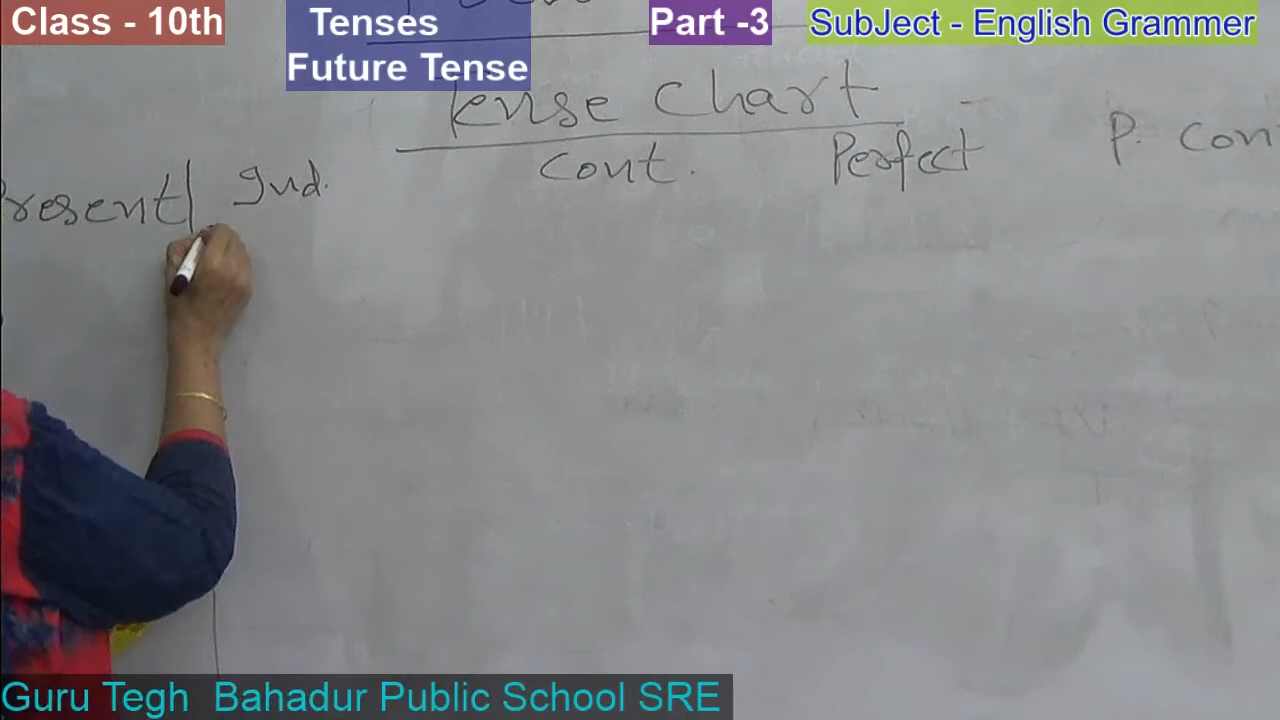 Class - 10th Tenses Part -3 SubJect - English Grammer
Future Tense
Tense Chart
Cont. Perfect P. Con
Present Ind.
Guru Tegh Bahadur Public School SRE